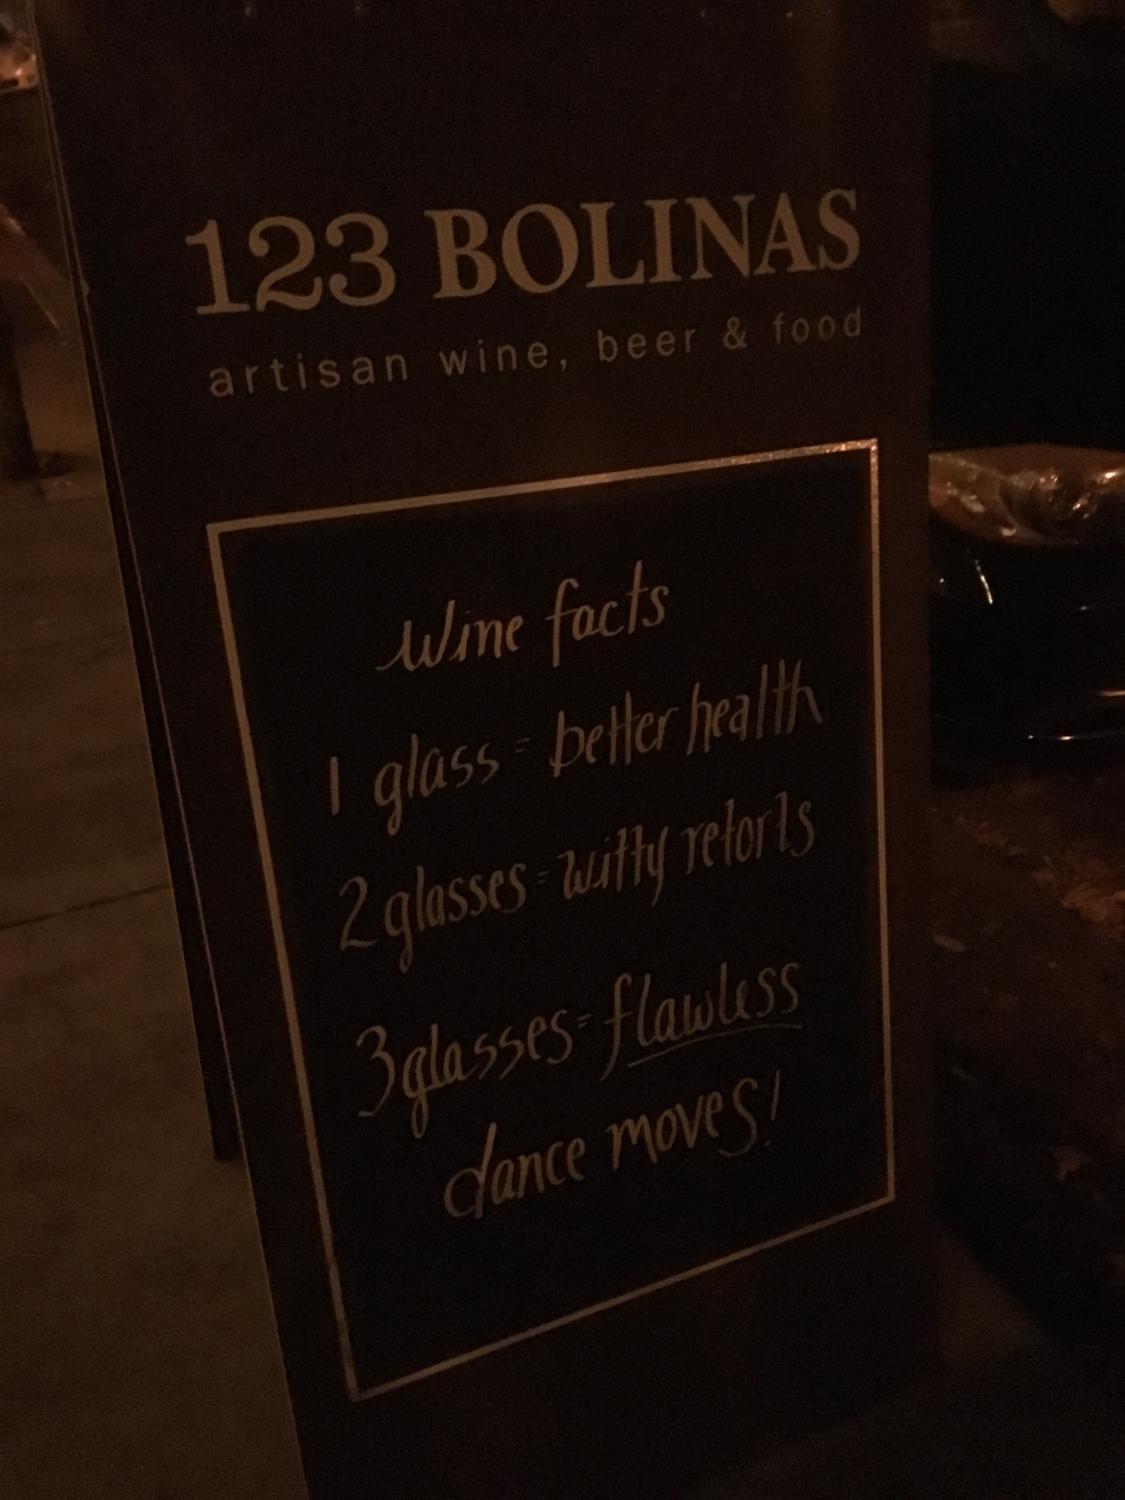 123 BOLINAS
artisan wine, beer & food
Wine facts
1 glass = better health
2 glasses = witty retorts
3 glasses = flawless
dance moves!